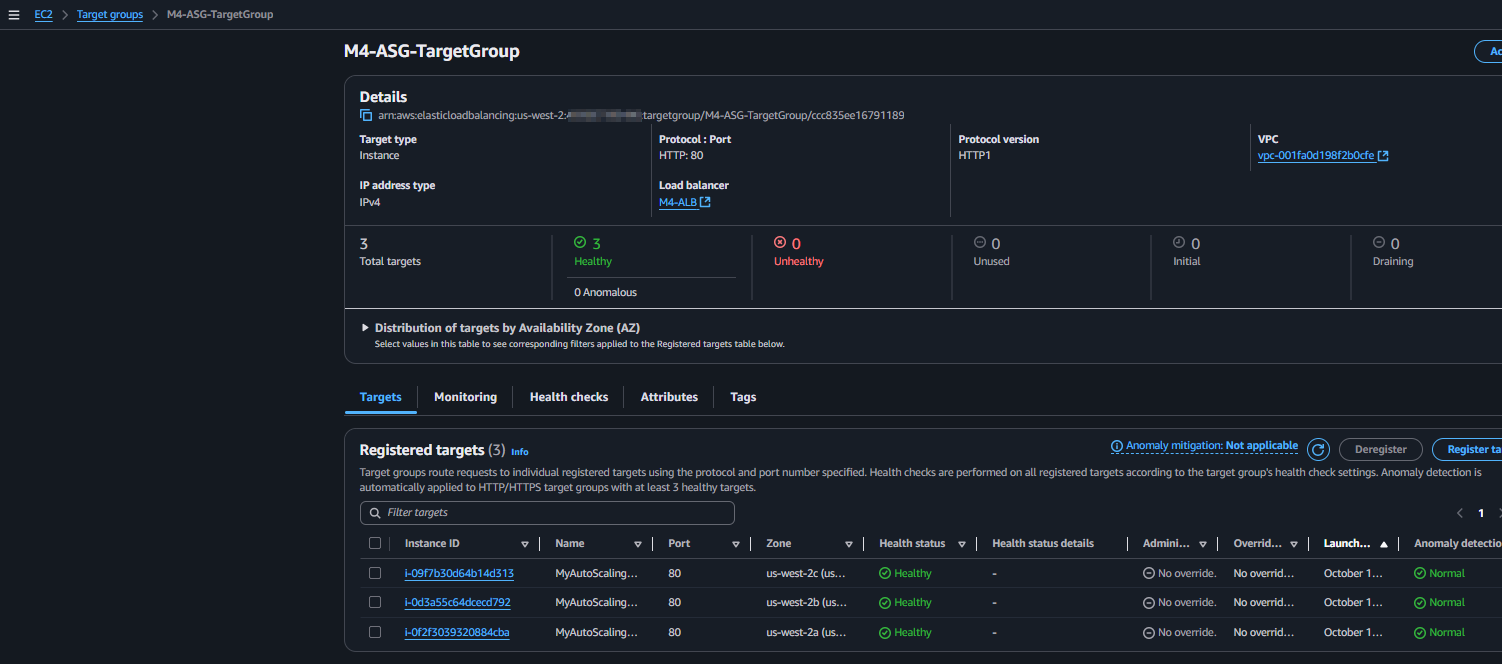 EC2 > Target groups > M4-ASG-TargetGroup
M4-ASG-TargetGroup
Ac
Details
arn:aws:elasticloadbalancing:us-west-2: :targetgroup/M4-ASG-TargetGroup/ccc835ee16791189
Target type Protocol : Port Protocol version VPC
Instance HTTP: 80 HTTP1 vpc-001fa0d198f2b0cfe
IP address type Load balancer
IPv4 M4-ALB
3 3 0 0 0 0
Total targets Healthy Unhealthy Unused Initial Draining
0 Anomalous
Distribution of targets by Availability Zone (AZ)
Select values in this table to see corresponding filters applied to the Registered targets table below.
Targets Monitoring Health checks Attributes Tags
Registered targets (3) Info Anomaly mitigation: Not applicable Deregister Register ta
Target groups route requests to individual registered targets using the protocol and port number specified. Health checks are performed on all registered targets according to the target group's health check settings. Anomaly detection is
automatically applied to HTTP/HTTPS target groups with at least 3 healthy targets.
Filter targets 1
Instance ID Name Port Zone Health status Health status details Admini... Overrid... Launch... Anomaly detectio
i-09f7b30d64b14d313 MyAutoScaling... 80 us-west-2c (us... Healthy - No override. No overrid... October 1... Normal
i-0d3a55c64dcecd792 MyAutoScaling... 80 us-west-2b (us... Healthy - No override. No overrid... October 1... Normal
i-0f2f3039320884cba MyAutoScaling... 80 us-west-2a (us... Healthy - No override. No overrid... October 1... Normal